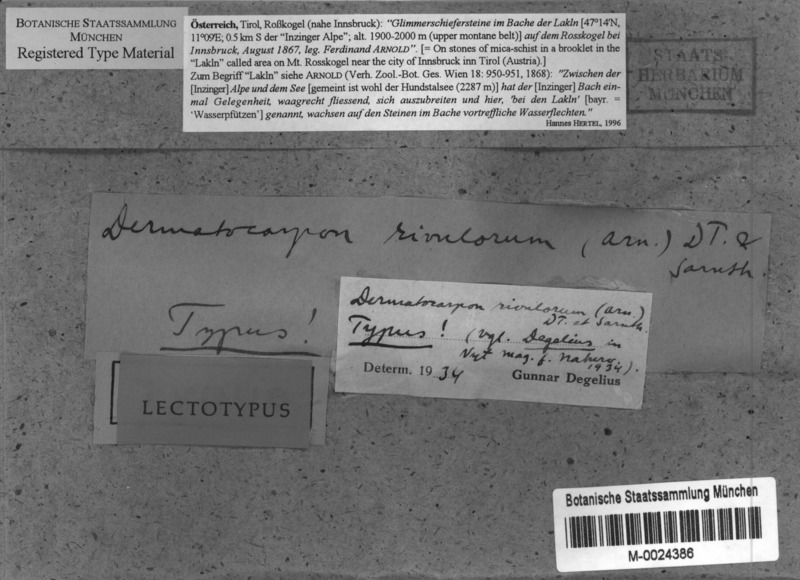 BOTANISCHE STAATSSAMMLUNG
MÜNCHEN
Registered Type Material
Österreich, Tirol, Roßkogel (nahe Innsbruck): "Glimmerschiefersteine im Bache der Lakln [47°14'N,
11°09'E; 0.5 km S der "Inzinger Alpe"; alt. 1900-2000 m (upper montane belt)] auf dem Rosskogel bei
Innsbruck, August 1867, leg. Ferdinand ARNOLD". [= On stones of mica-schist in a brooklet in the
"Lakln" called area on Mt. Rosskogel near the city of Innsbruck inn Tirol (Austria).]
Zum Begriff "Lakln" siehe ARNOLD (Verh. Zool.-Bot. Ges. Wien 18: 950-951, 1868): "Zwischen der
[Inzinger] Alpe und dem See [gemeint ist wohl der Hundstalsee (2287 m)] hat der [Inzinger] Bach ein-
mal Gelegenheit, waagrecht fliessend, sich auszubreiten und hier, 'bei den Lakln' [bayr. =
'Wasserpfützen'] genannt, wachsen auf den Steinen im Bache vortreffliche Wasserflechten."
Hannes HERTEL, 1996
STAATS-
HERBARIUM
MÜNCHEN
Dermatocarpon rivulorum (Arn.) DT. &
Sarnth.
Typus!
Dermatocarpon rivulorum (Arn.)
DT. et Sarnth.
Typus! (vgl. Degelius in
Nyt mag. f. naturv.
1934).
Determ. 1934 Gunnar Degelius
LECTOTYPUS
Botanische Staatssammlung München
M-0024386